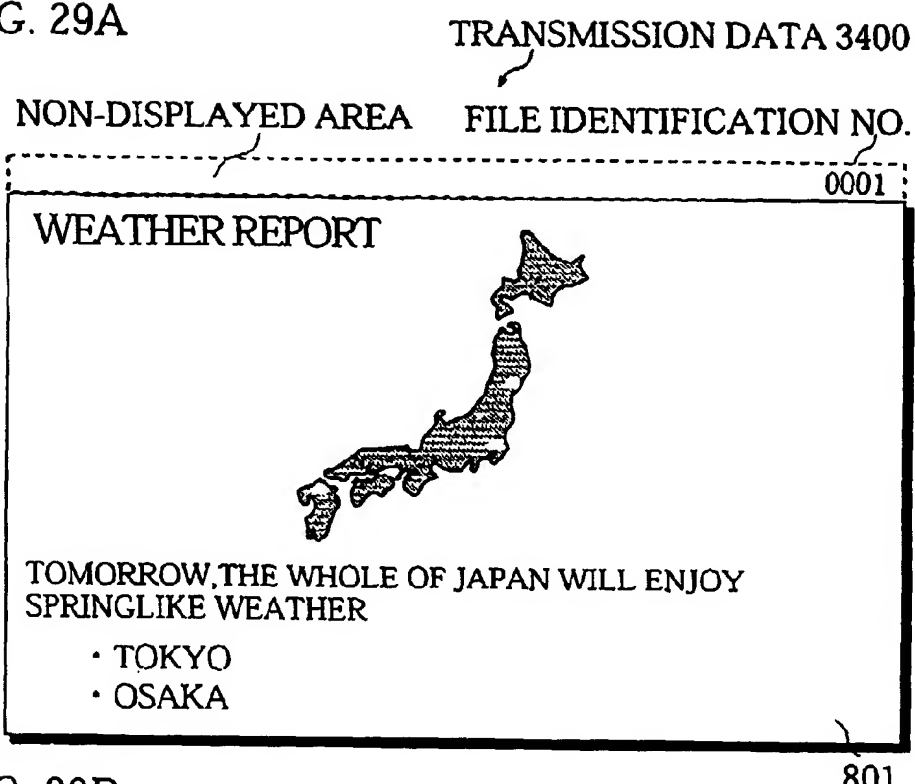 G. 29A
TRANSMISSION DATA 3400
NON-DISPLAYED AREA
FILE IDENTIFICATION NO.
0001
WEATHER REPORT
TOMORROW,THE WHOLE OF JAPAN WILL ENJOY
SPRINGLIKE WEATHER
・TOKYO
・OSAKA
801